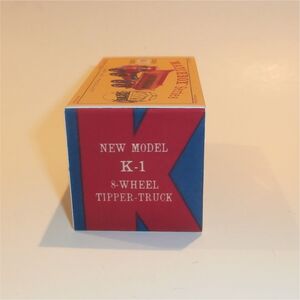 NEW MODEL
K-1
8-WHEEL
TIPPER-TRUCK